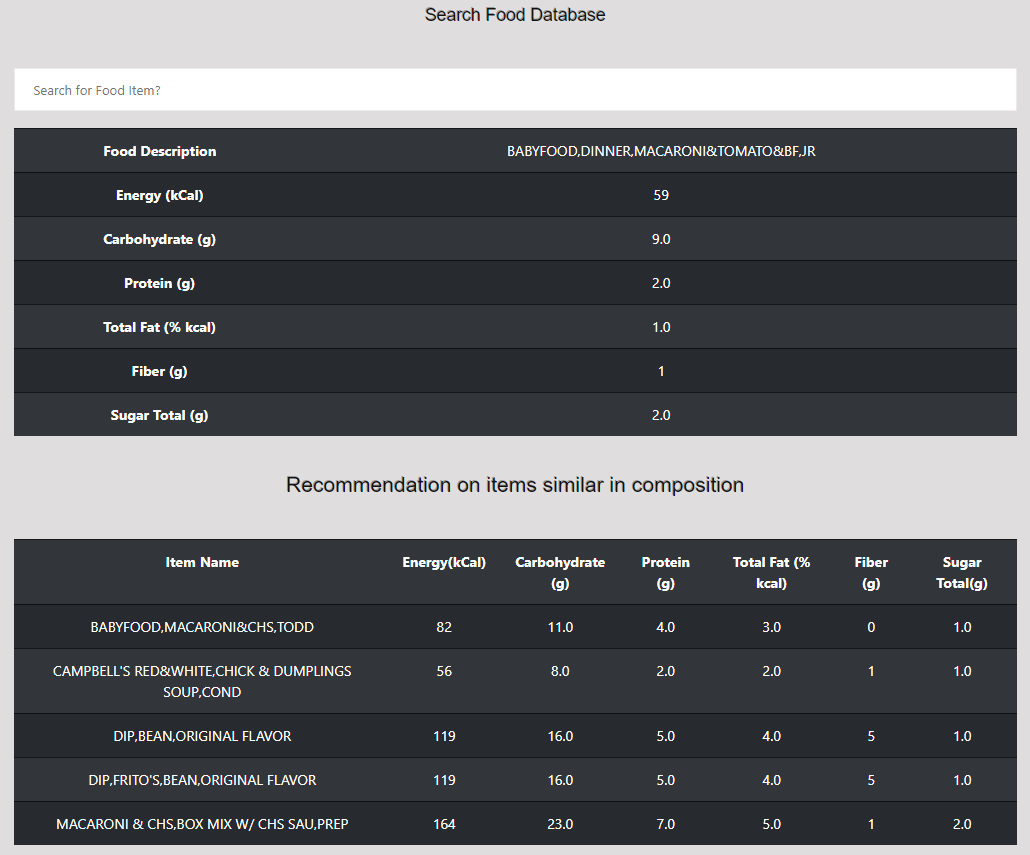 Search Food Database
Search for Food Item?
Food Description BABYFOOD,DINNER,MACARONI&TOMATO&BF,JR
Energy (kCal) 59
Carbohydrate (g) 9.0
Protein (g) 2.0
Total Fat (% kcal) 1.0
Fiber (g) 1
Sugar Total (g) 2.0
Recommendation on items similar in composition
Item Name Energy(kCal) Carbohydrate Protein Total Fat (% Fiber Sugar
(g) (g) kcal) (g) Total(g)
BABYFOOD,MACARONI&CHS,TODD 82 11.0 4.0 3.0 0 1.0
CAMPBELL'S RED&WHITE,CHICK & DUMPLINGS 56 8.0 2.0 2.0 1 1.0
SOUP,COND
DIP,BEAN,ORIGINAL FLAVOR 119 16.0 5.0 4.0 5 1.0
DIP,FRITO'S,BEAN,ORIGINAL FLAVOR 119 16.0 5.0 4.0 5 1.0
MACARONI & CHS,BOX MIX W/ CHS SAU,PREP 164 23.0 7.0 5.0 1 2.0